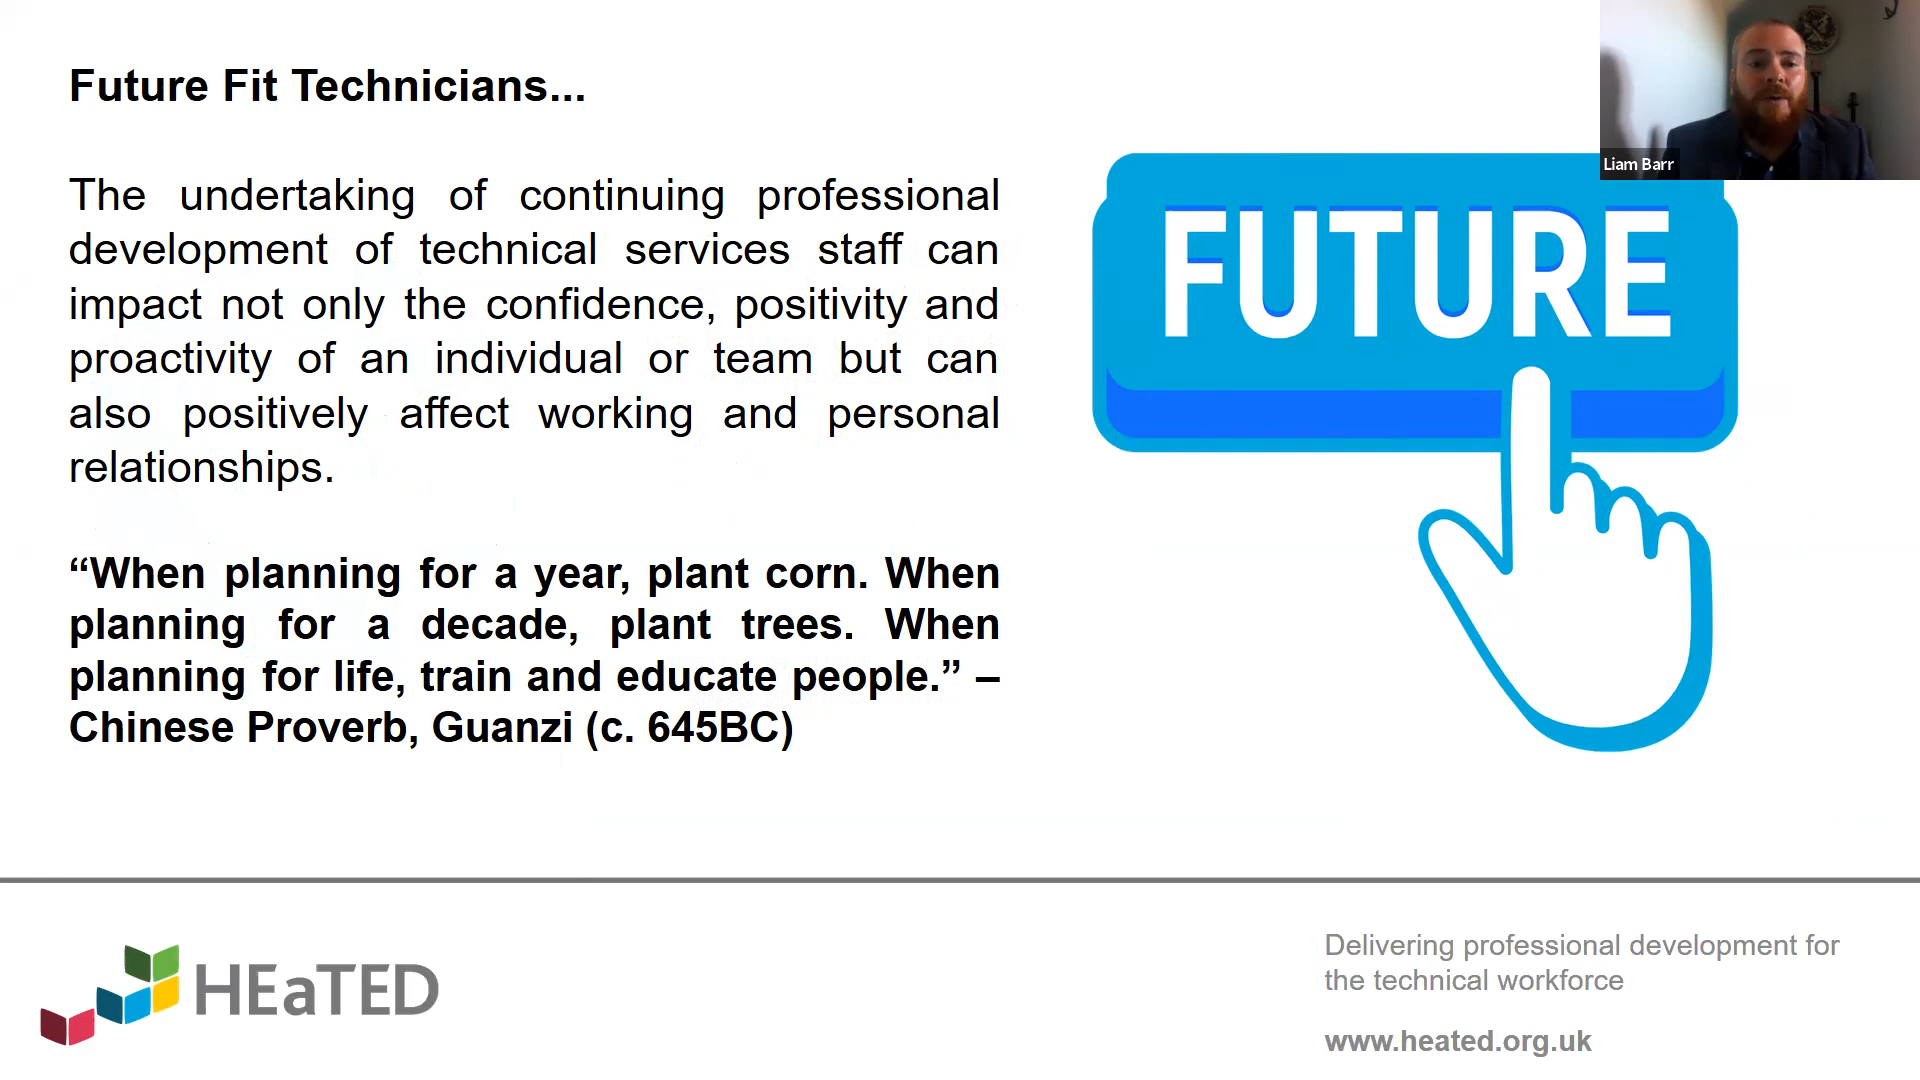 Future Fit Technicians...
The undertaking of continuing professional
development of technical services staff can
impact not only the confidence, positivity and
proactivity of an individual or team but can
also positively affect working and personal
relationships.
“When planning for a year, plant corn. When
planning for a decade, plant trees. When
planning for life, train and educate people.” –
Chinese Proverb, Guanzi (c. 645BC)
FUTURE
Liam Barr
HEaTED
Delivering professional development for
the technical workforce
www.heated.org.uk